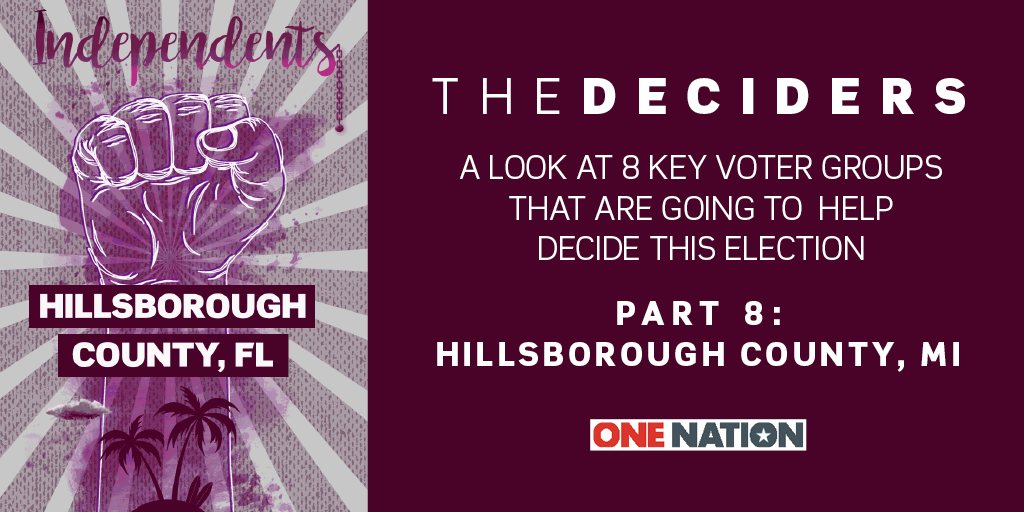 Independents
HILLSBOROUGH
COUNTY, FL
THE DECIDERS
A LOOK AT 8 KEY VOTER GROUPS
THAT ARE GOING TO HELP
DECIDE THIS ELECTION
PART 8:
HILLSBOROUGH COUNTY, MI
ONE NATION